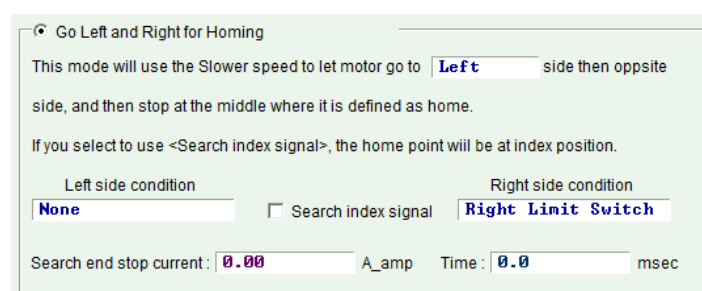 Go Left and Right for Homing
This mode will use the Slower speed to let motor go to Left side then oppsite
side, and then stop at the middle where it is defined as home.
If you select to use <Search index signal>, the home point wiil be at index position.
Left side condition Right side condition
None Search index signal Right Limit Switch
Search end stop current : 0.00 A_amp Time : 0.0 msec